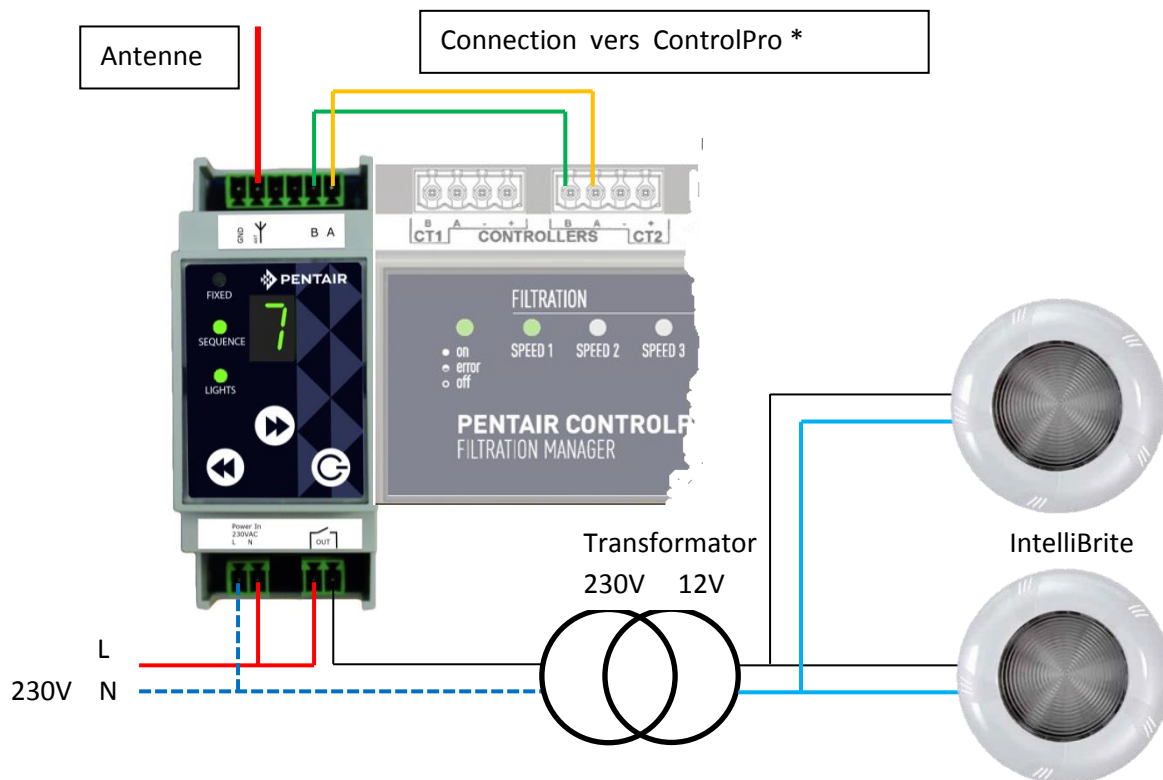 Antenne
Connection vers ControlPro *
GND
OUT
B A
B A - +
B A - +
CT1 CONTROLLERS CT2
PENTAIR
FIXED
7
SEQUENCE
LIGHTS
FILTRATION
on
error
off
SPEED 1 SPEED 2 SPEED 3
PENTAIR CONTROLP
FILTRATION MANAGER
Power In
230VAC
L N
OUT
Transformator
230V 12V
IntelliBrite
L
230V N